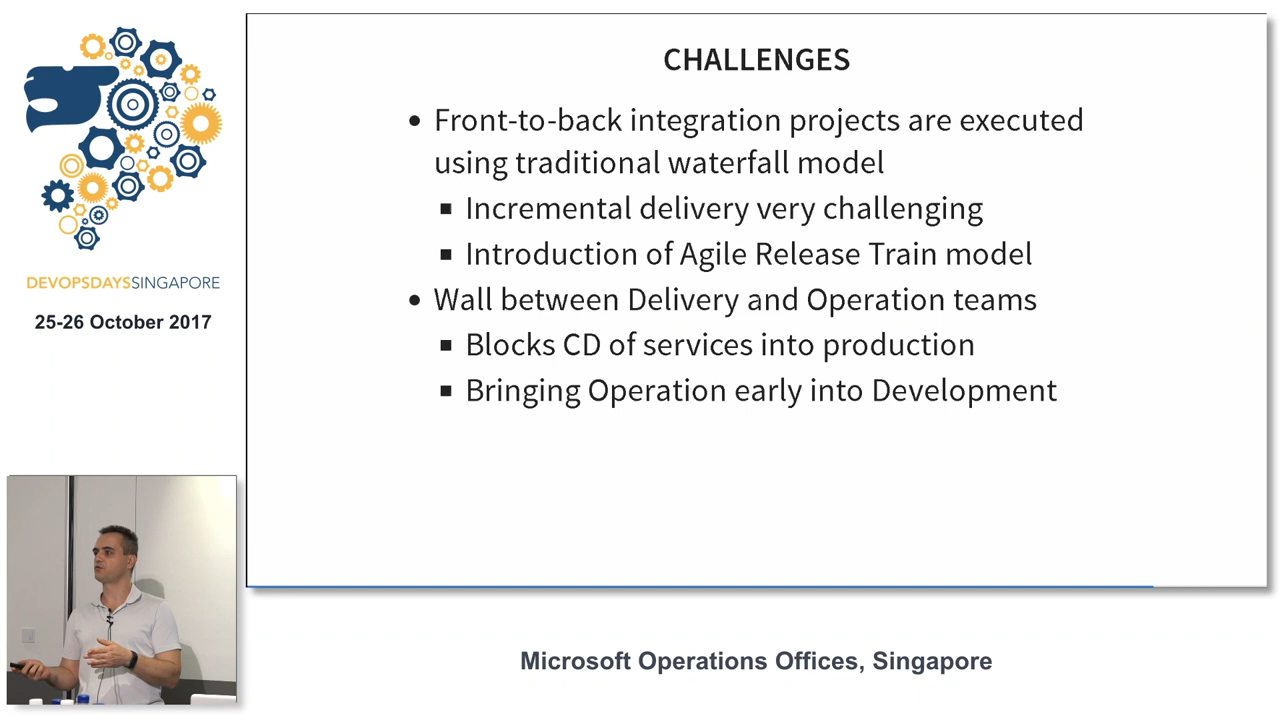 CHALLENGES
• Front-to-back integration projects are executed
using traditional waterfall model
▪ Incremental delivery very challenging
▪ Introduction of Agile Release Train model
• Wall between Delivery and Operation teams
▪ Blocks CD of services into production
▪ Bringing Operation early into Development
DEVOPSDAYSSINGAPORE
25-26 October 2017
Microsoft Operations Offices, Singapore